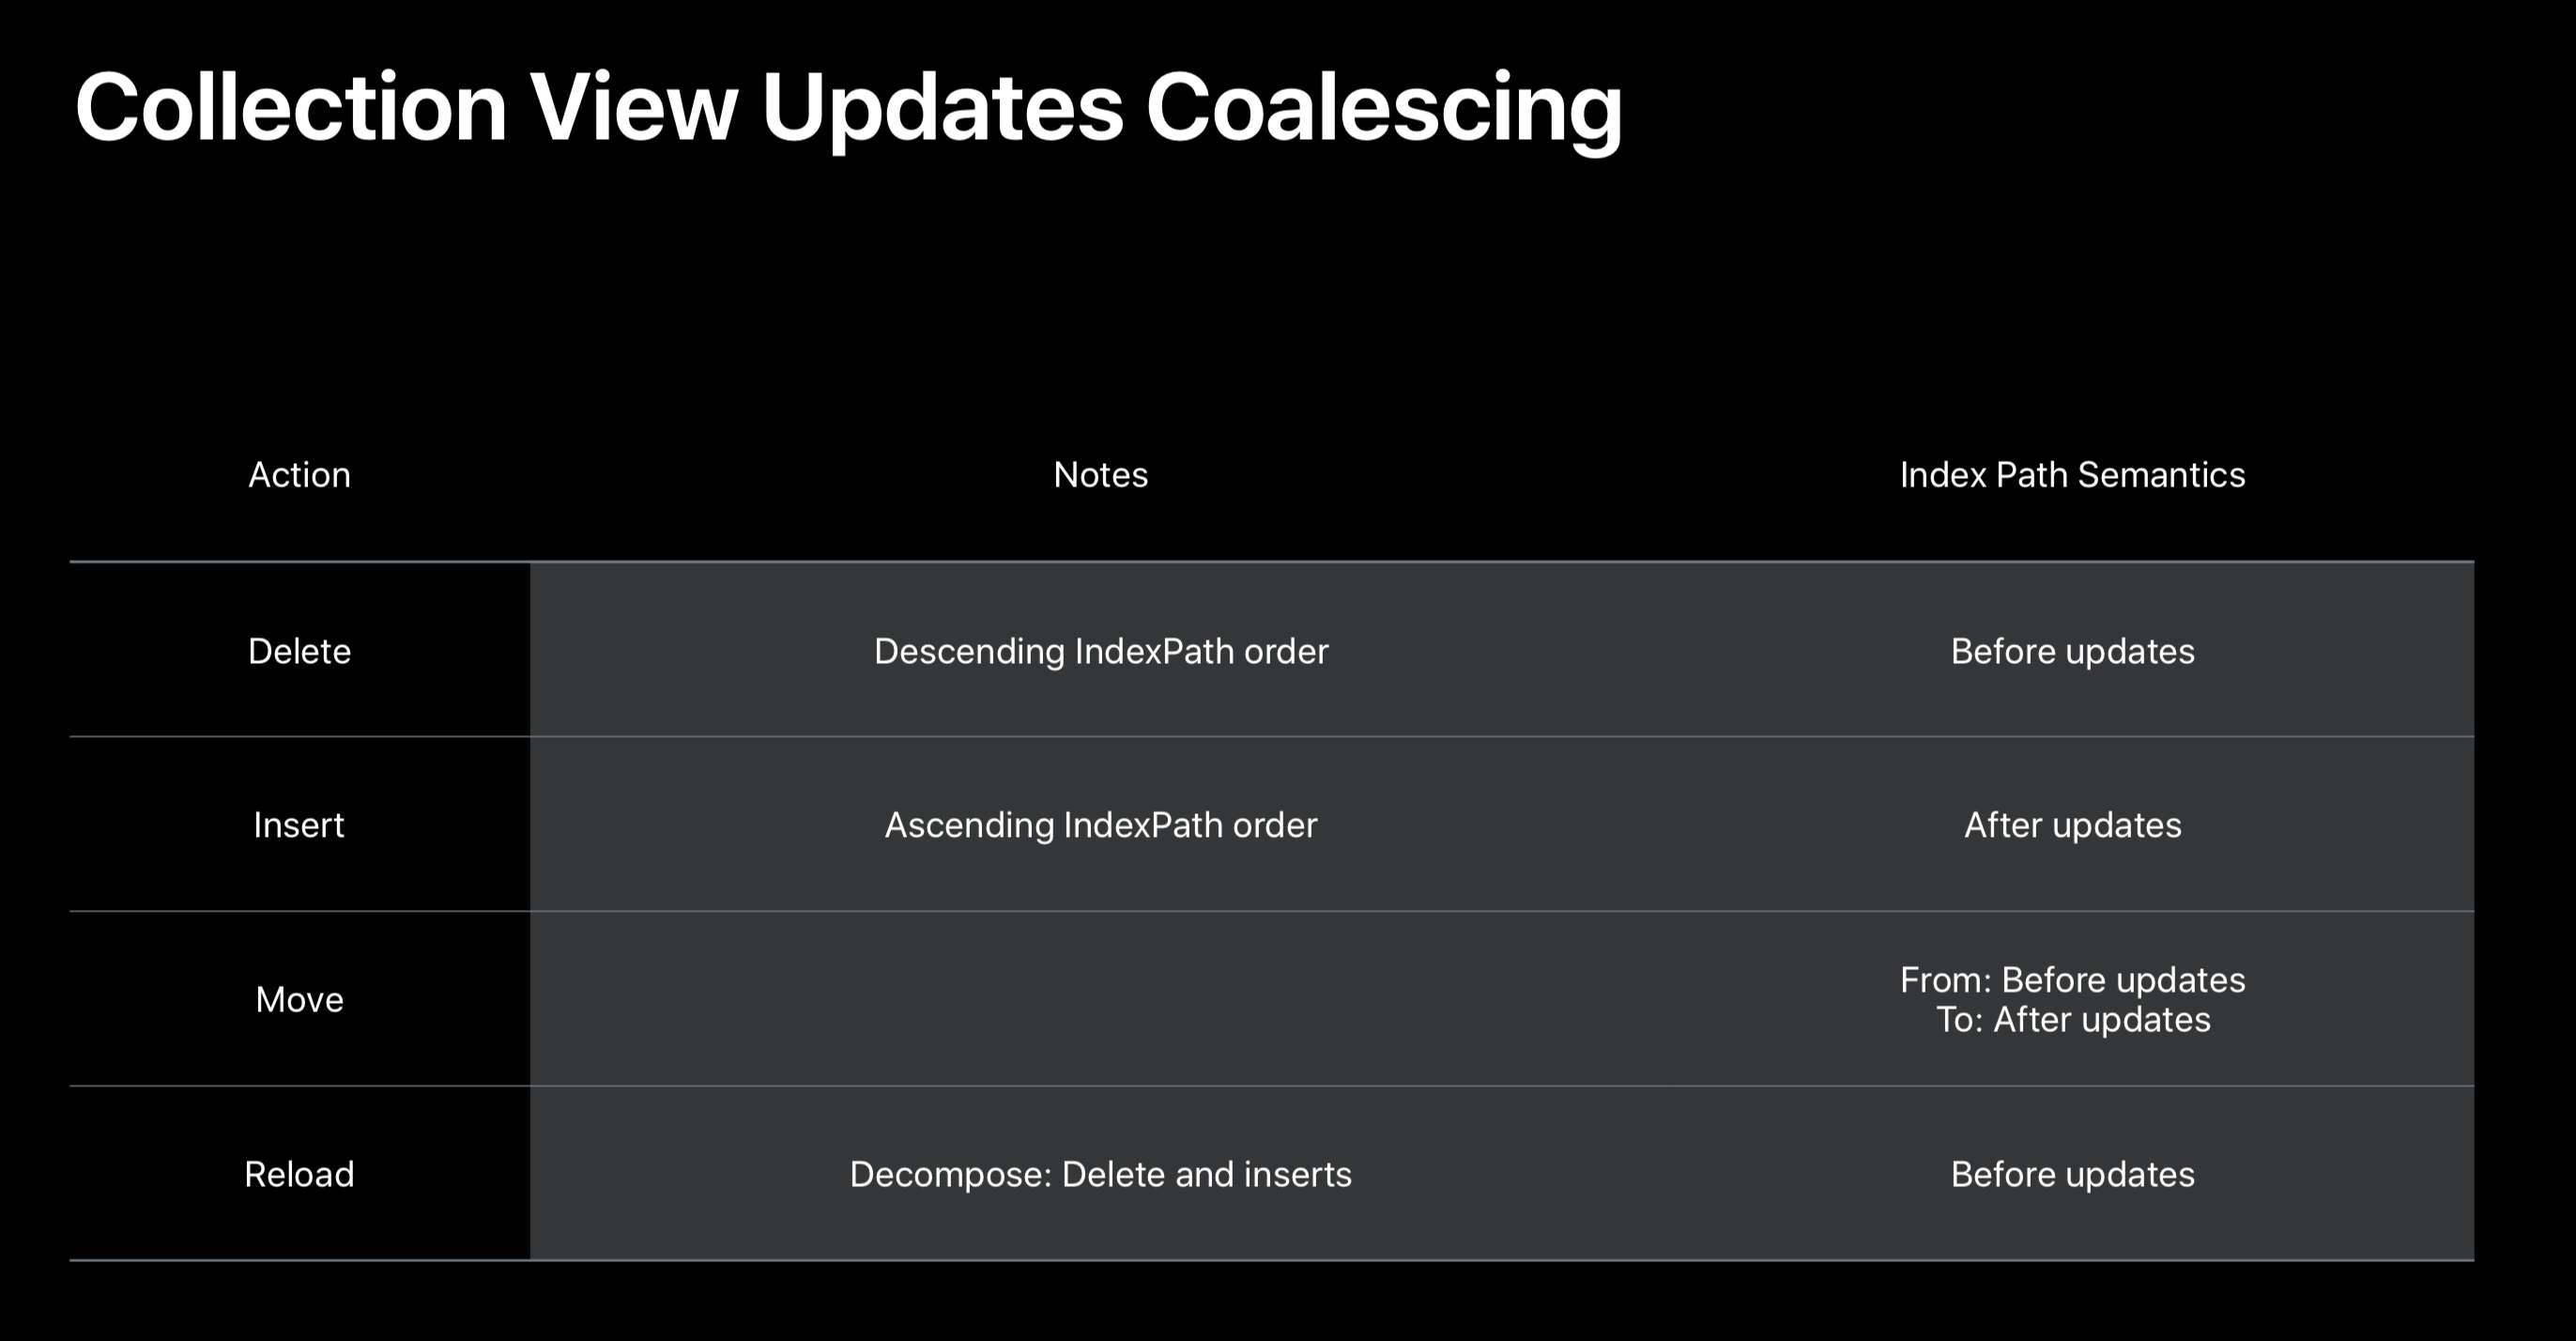 Collection View Updates Coalescing
Action Notes Index Path Semantics
Delete Descending IndexPath order Before updates
Insert Ascending IndexPath order After updates
Move From: Before updates
To: After updates
Reload Decompose: Delete and inserts Before updates